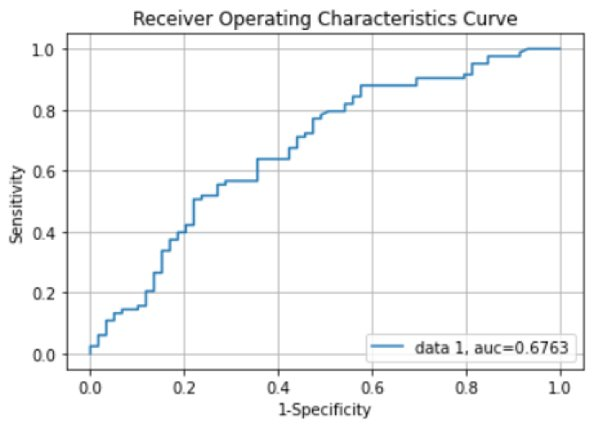 Receiver Operating Characteristics Curve
1.0
0.8
0.6
0.4
0.2
0.0
Sensitivity
data 1, auc=0.6763
0.0 0.2 0.4 0.6 0.8 1.0
1-Specificity